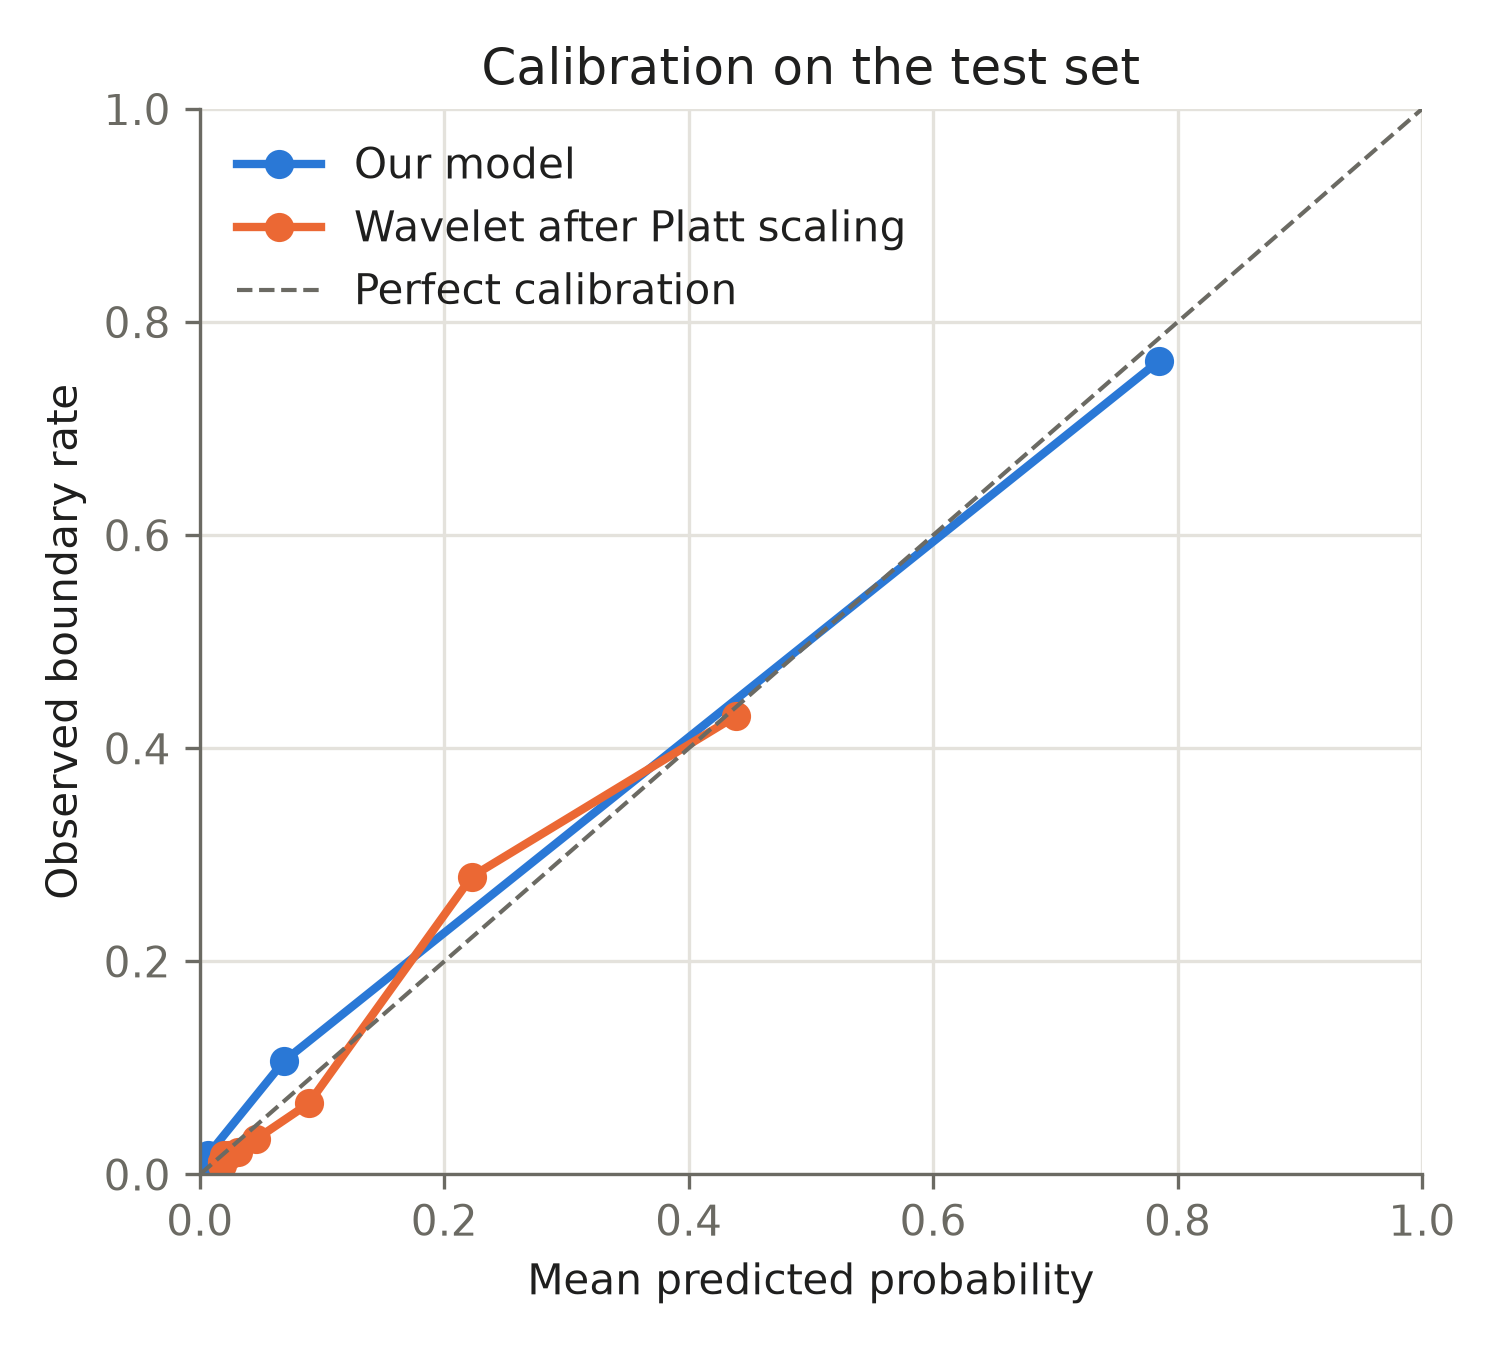 Calibration on the test set
Our model
Wavelet after Platt scaling
Perfect calibration
Observed boundary rate
1.0
0.8
0.6
0.4
0.2
0.0
0.0 0.2 0.4 0.6 0.8 1.0
Mean predicted probability